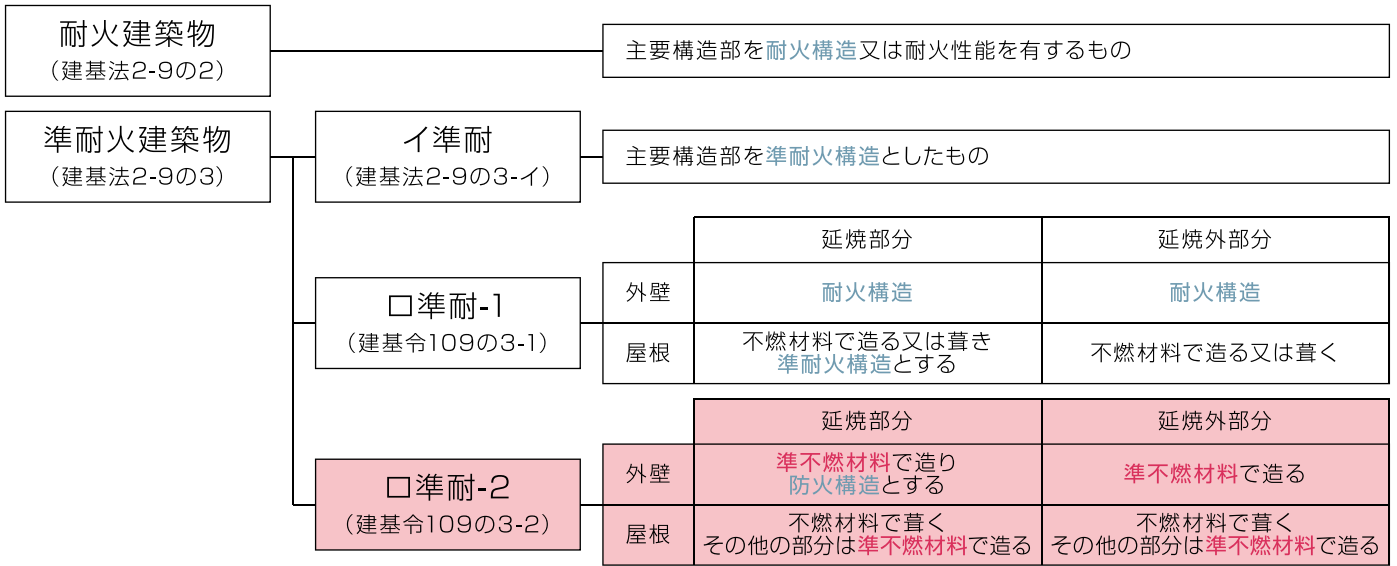 耐火建築物
（建基法2-9の2）
主要構造部を耐火構造又は耐火性能を有するもの
準耐火建築物
（建基法2-9の3）
イ準耐
（建基法2-9の3-イ）
主要構造部を準耐火構造としたもの
ロ準耐-1
（建基令109の3-1）
延焼部分
延焼外部分
外壁
耐火構造
耐火構造
屋根
不燃材料で造る又は葺き
準耐火構造とする
不燃材料で造る又は葺く
ロ準耐-2
（建基令109の3-2）
延焼部分
延焼外部分
外壁
準不燃材料で造り
防火構造とする
準不燃材料で造る
屋根
不燃材料で葺く
その他の部分は準不燃材料で造る
不燃材料で葺く
その他の部分は準不燃材料で造る